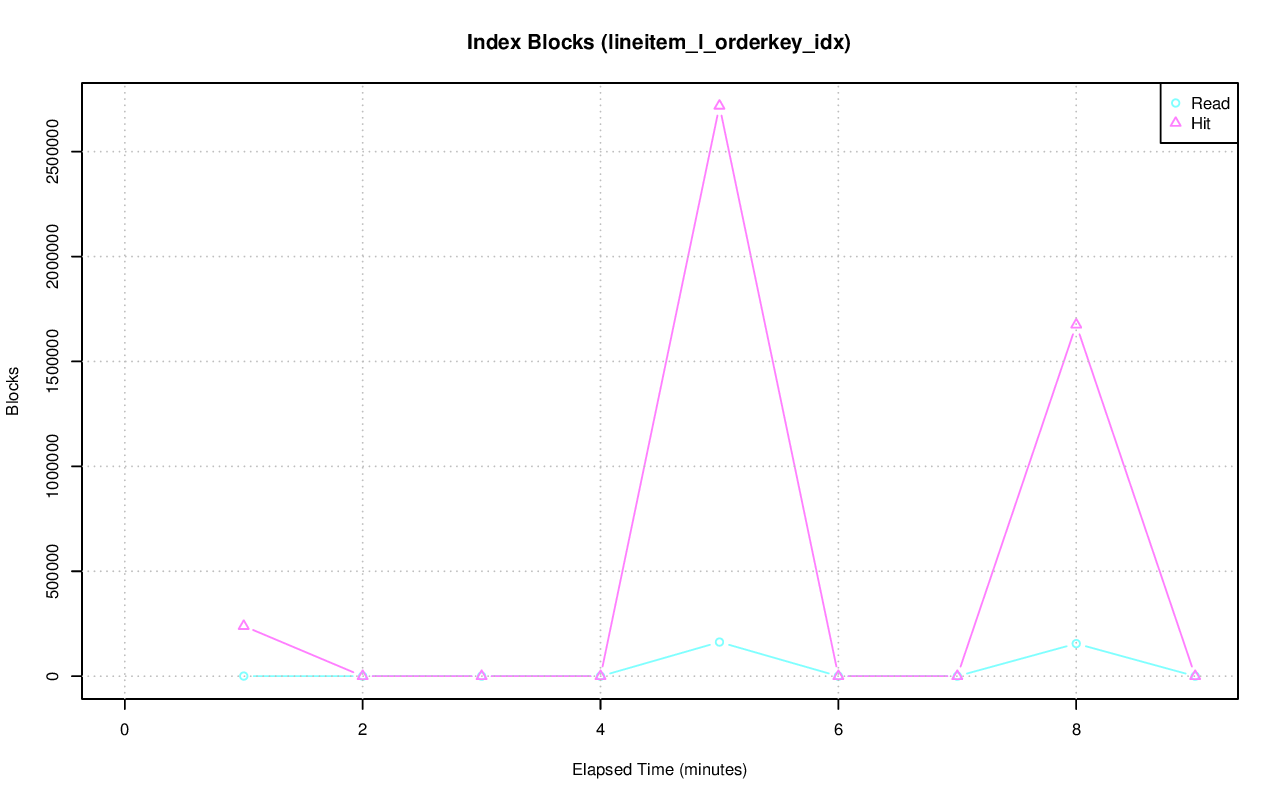 Index Blocks (lineitem_l_orderkey_idx)
Read
Hit
Blocks
2500000
2000000
1500000
1000000
500000
0
0 2 4 6 8
Elapsed Time (minutes)